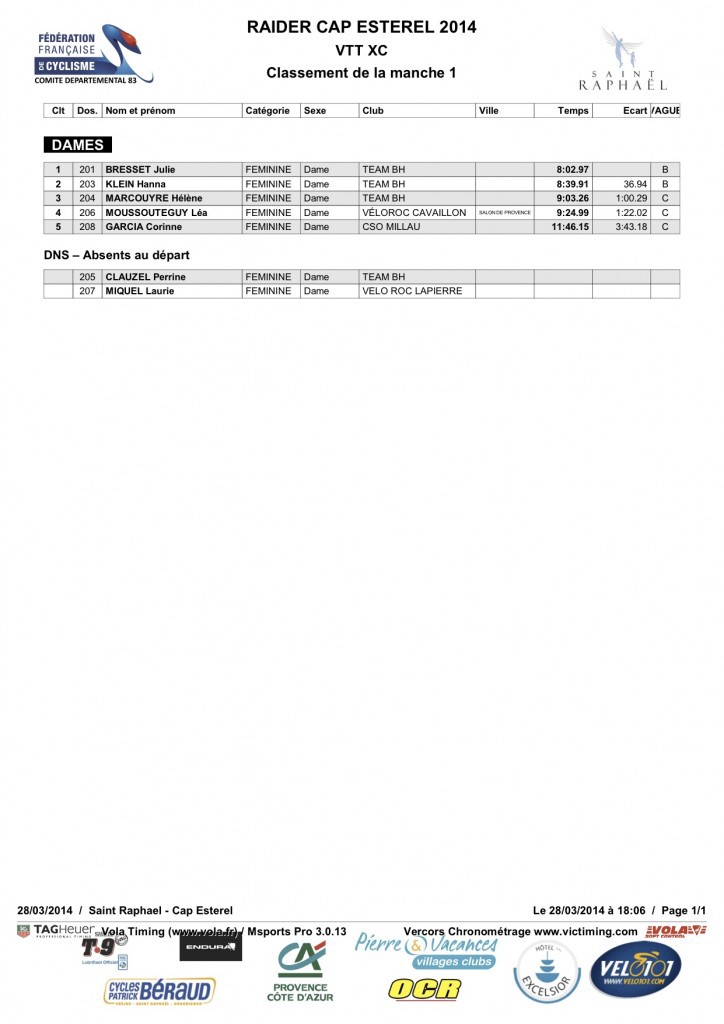 FÉDÉRATION
FRANÇAISE
DE CYCLISME
COMITE DEPARTEMENTAL 83
RAIDER CAP ESTEREL 2014
VTT XC
Classement de la manche 1
SAINT
RAPHAËL
Clt Dos. Nom et prénom Catégorie Sexe Club Ville Temps Ecart VAGUE
DAMES
1 201 BRESSET Julie FEMININE Dame TEAM BH 8:02.97 B
2 203 KLEIN Hanna FEMININE Dame TEAM BH 8:39.91 36.94 B
3 204 MARCOUYRE Hélène FEMININE Dame TEAM BH 9:03.26 1:00.29 C
4 206 MOUSSOUTEGUY Léa FEMININE Dame VÉLOROC CAVAILLON SALON DE PROVENCE 9:24.99 1:22.02 C
5 208 GARCIA Corinne FEMININE Dame CSO MILLAU 11:46.15 3:43.18 C
DNS – Absents au départ
205 CLAUZEL Perrine FEMININE Dame TEAM BH
207 MIQUEL Laurie FEMININE Dame VELO ROC LAPIERRE
28/03/2014 / Saint Raphael - Cap Esterel Le 28/03/2014 à 18:06 / Page 1/1
TAGHeuer Vola Timing (www.vola.fr) / Msports Pro 3.0.13 Vercors Chronométrage www.victiming.com VOLA
PROFESSIONAL TIMING SOFT CONTROL
T.9
Lubrifiant Officiel
ENDURA
CA
PROVENCE
CÔTE D'AZUR
Pierre & Vacances
villages clubs
HÔTEL
EXCELSIOR
VELO101
WWW.VELO101.COM
CYCLES
PATRICK BÉRAUD
OCR